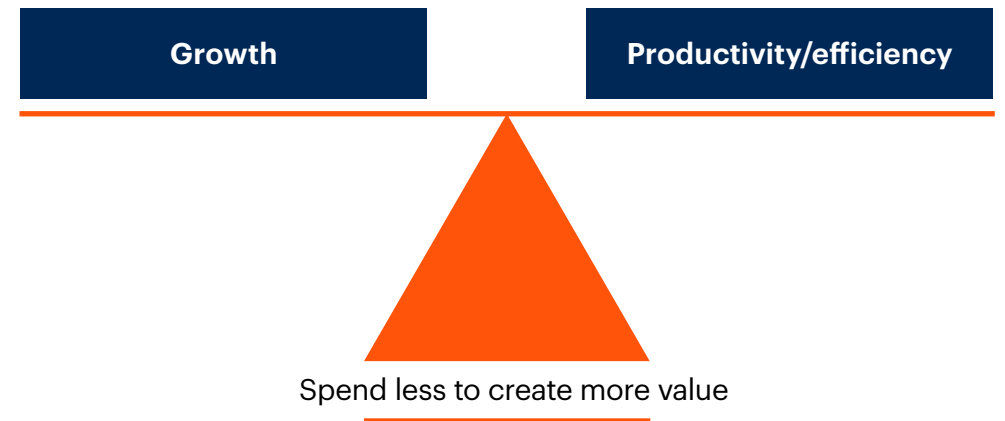 Growth
Productivity/efficiency
Spend less to create more value